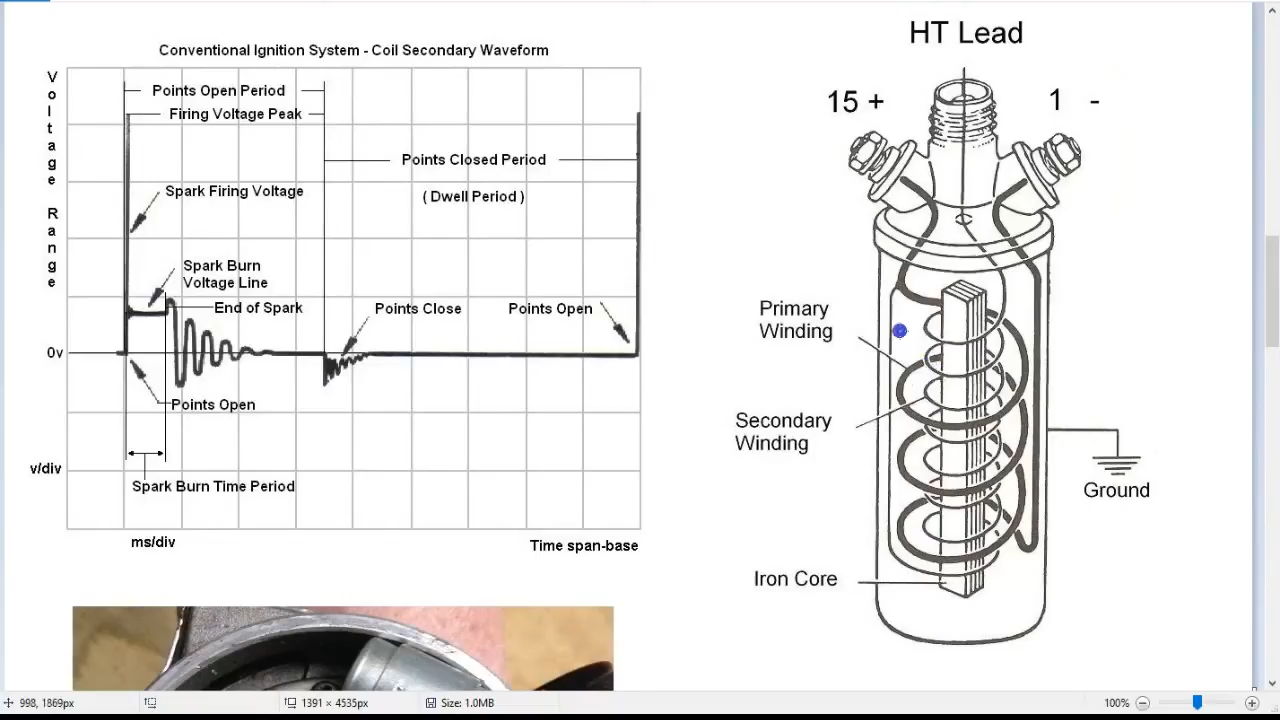 HT Lead
Conventional Ignition System - Coil Secondary Waveform
Voltage Range
Points Open Period
Firing Voltage Peak
15 +
1 -
Points Closed Period
( Dwell Period )
Spark Firing Voltage
Spark Burn
Voltage Line
End of Spark
Points Close
Points Open
Primary
Winding
0v
Points Open
Secondary
Winding
v/div
Spark Burn Time Period
Ground
ms/div
Time span-base
Iron Core
998, 1869px
1391 × 4535px
Size: 1.0MB
100%